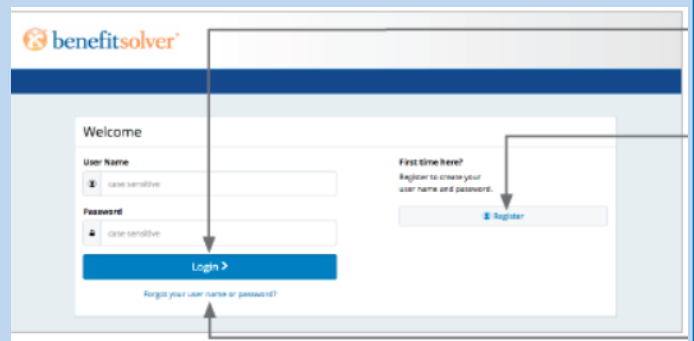 benefitsolver
Welcome
User Name
case sensitive
Password
case sensitive
Login >
Forgot your user name or password?
First time here?
Register to create your
user name and password.
Register